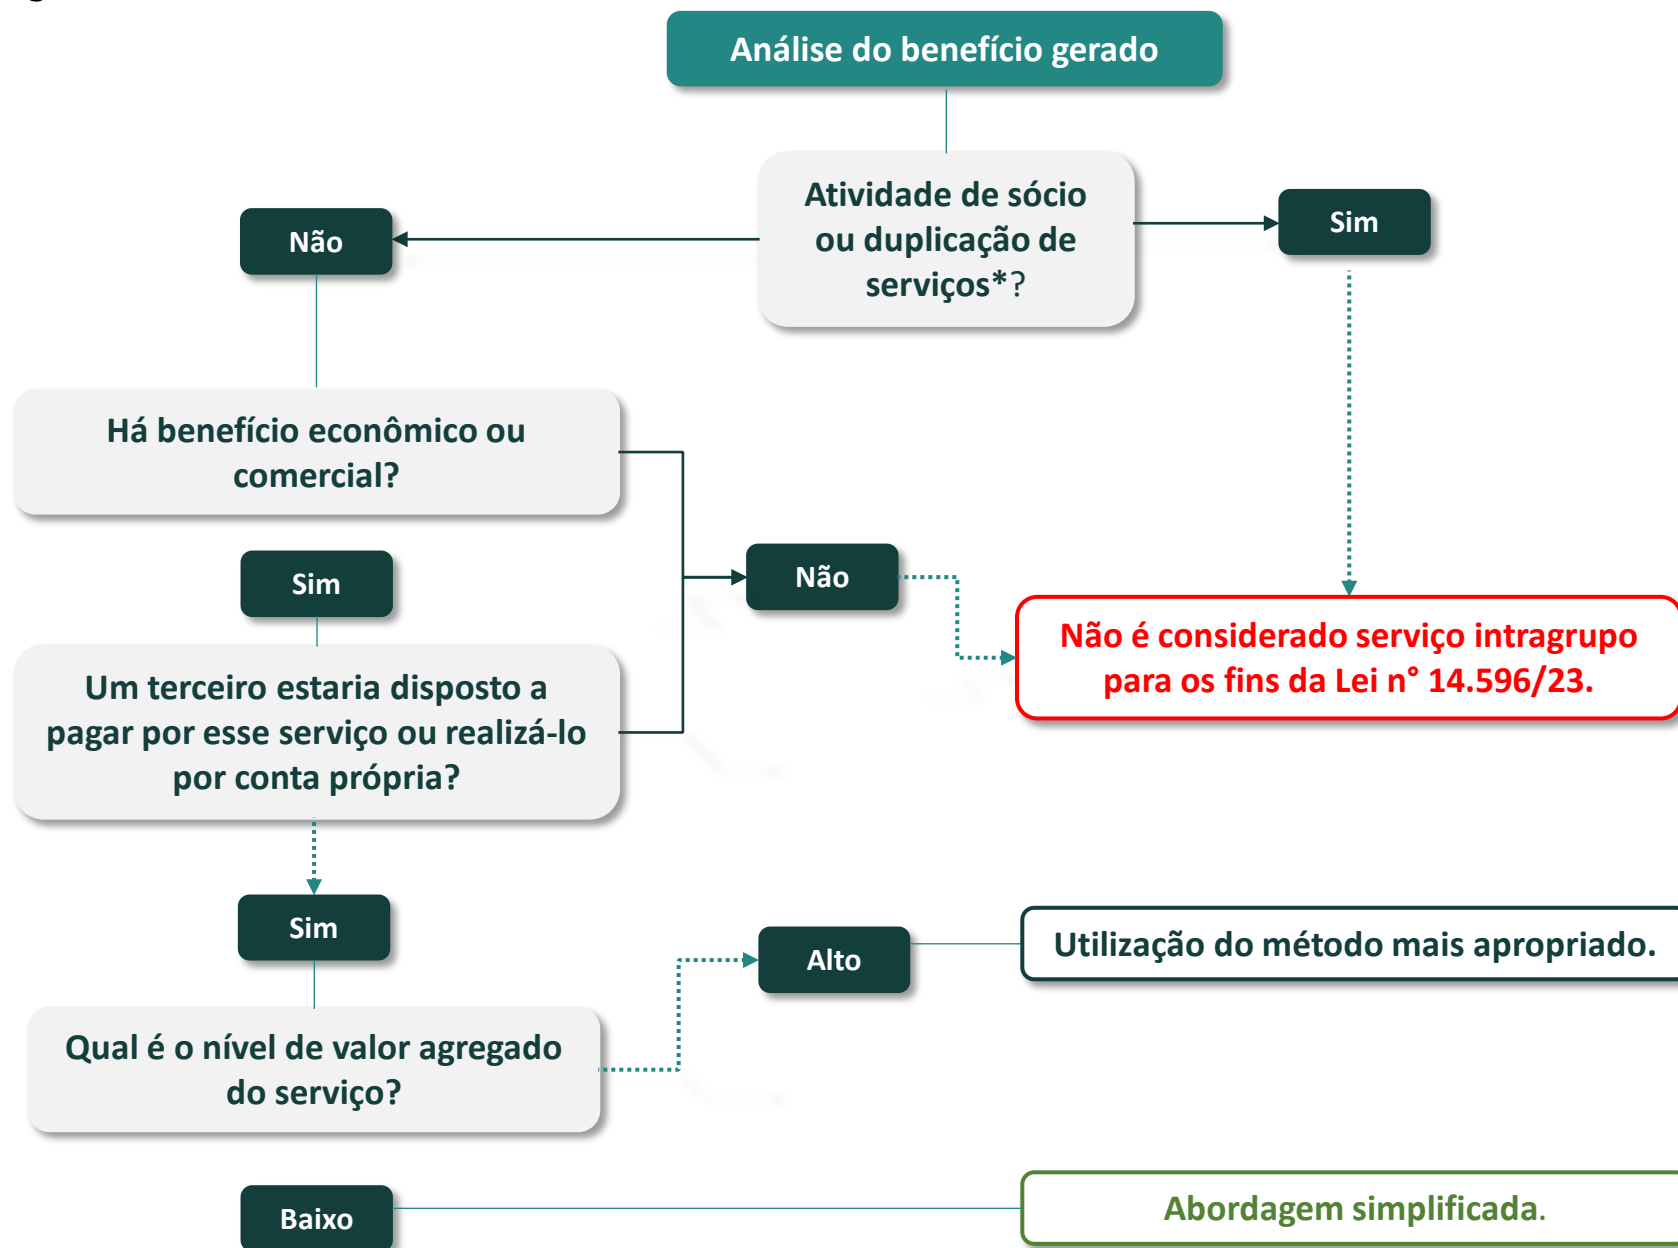 Análise do benefício gerado
Atividade de sócio
ou duplicação de
serviços*?
Não
Sim
Há benefício econômico ou
comercial?
Sim
Não
Um terceiro estaria disposto a
pagar por esse serviço ou realizá-lo
por conta própria?
Não é considerado serviço intragrupo
para os fins da Lei n° 14.596/23.
Sim
Alto
Utilização do método mais apropriado.
Qual é o nível de valor agregado
do serviço?
Baixo
Abordagem simplificada.